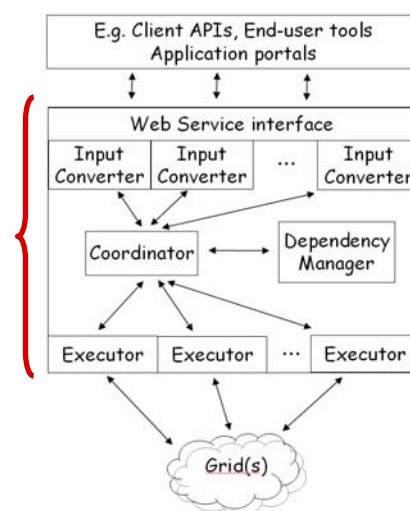 E.g. Client APIs, End-user tools
Application portals
Web Service interface
Input
Converter
Input
Converter
...
Input
Converter
Coordinator
Dependency
Manager
Executor
Executor
...
Executor
Grid(s)